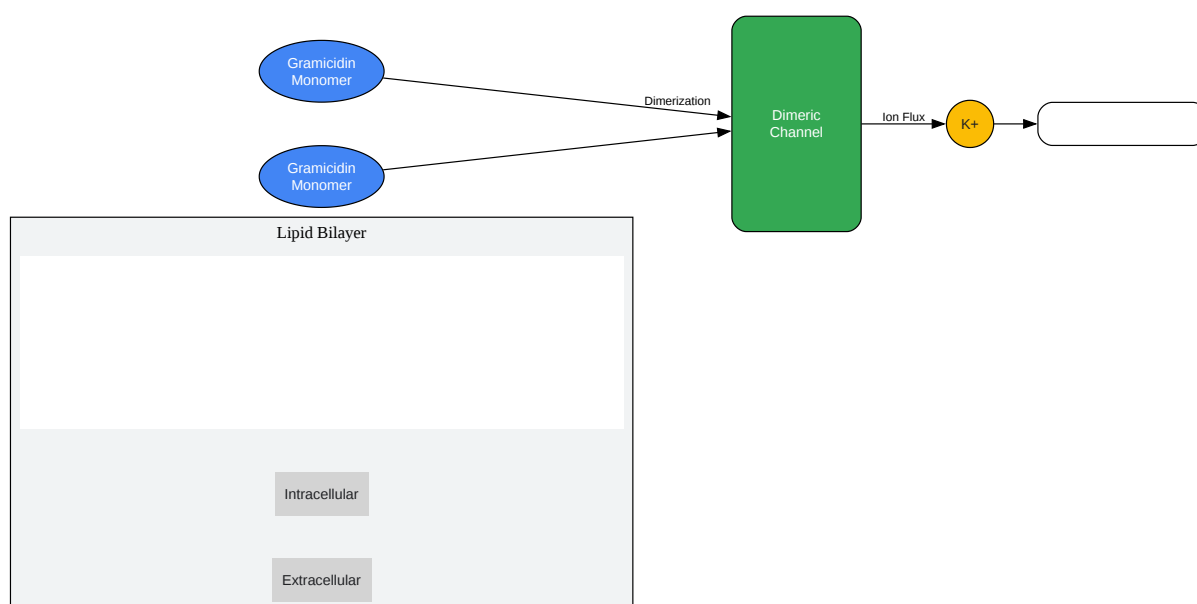 Gramicidin
Monomer
Dimerization
Dimeric
Channel
Ion Flux
K+
Gramicidin
Monomer
Lipid Bilayer
Intracellular
Extracellular